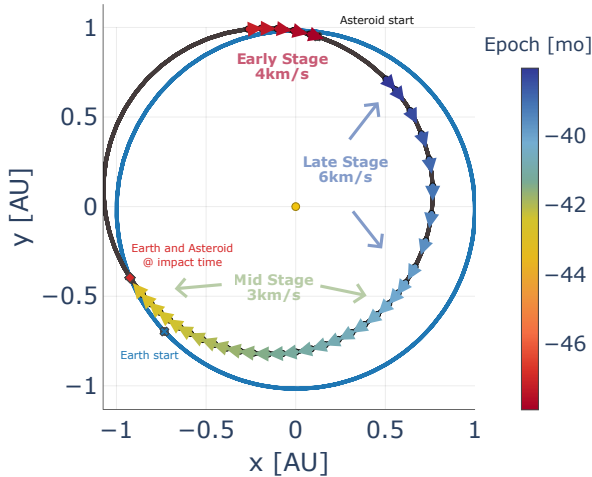 Asteroid start
Early Stage
4km/s
Epoch [mo]
Late Stage
6km/s
Earth and Asteroid
@ impact time
Mid Stage
3km/s
Earth start
1
0.5
0
−0.5
−1
y [AU]
−1
−0.5
0
0.5
1
x [AU]
−40
−42
−44
−46